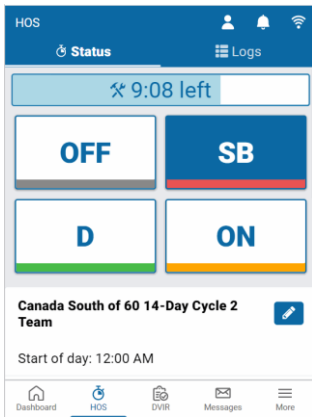 HOS
Status
Logs
9:08 left
OFF
SB
D
ON
Canada South of 60 14-Day Cycle 2
Team
Start of day: 12:00 AM
Dashboard
HOS
DVIR
Messages
More